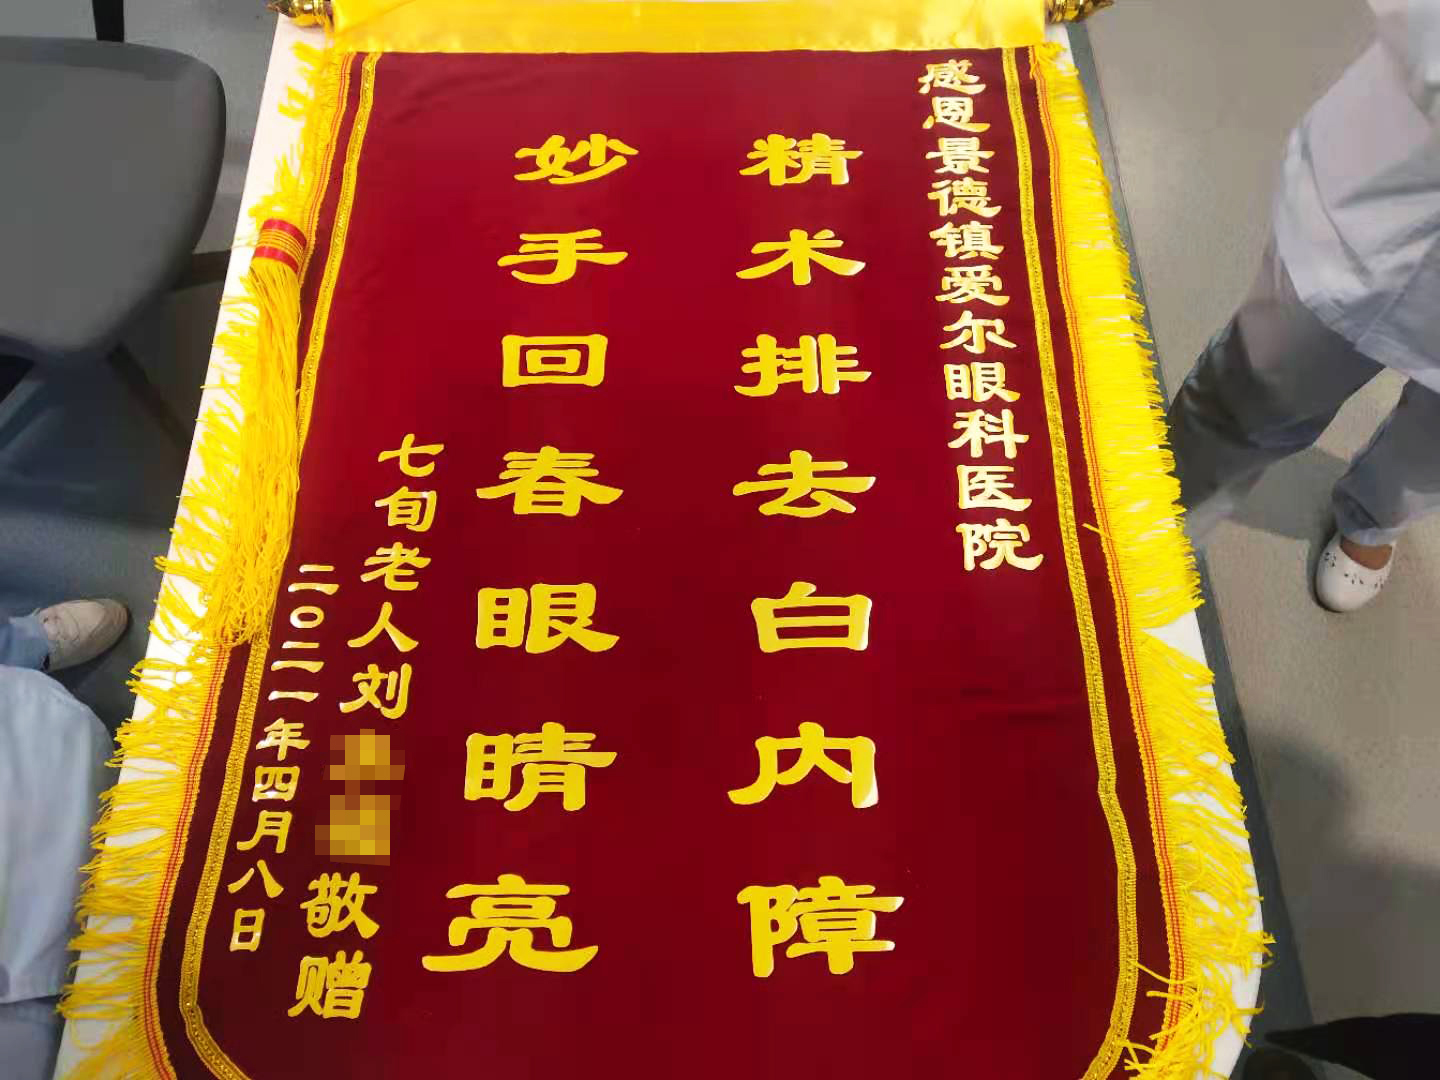 感恩景德镇爱尔眼科医院
精术排去白内障
妙手回春眼睛亮
七旬老人刘
敬赠
二〇二一年四月八日